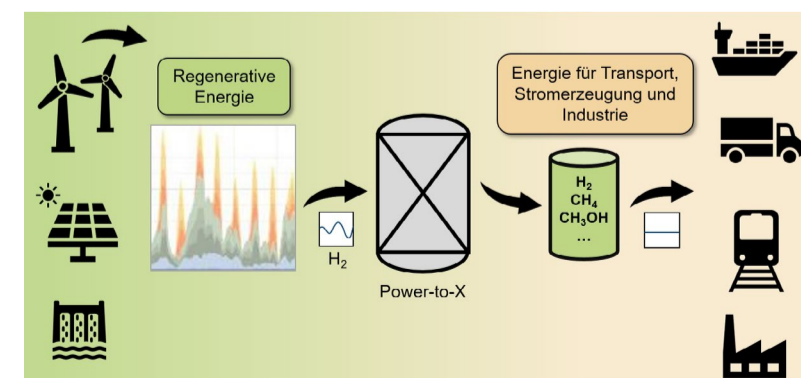 Regenerative
Energie
Energie für Transport,
Stromerzeugung und
Industrie
H₂
Power-to-X
H₂
CH₄
CH₃OH
...